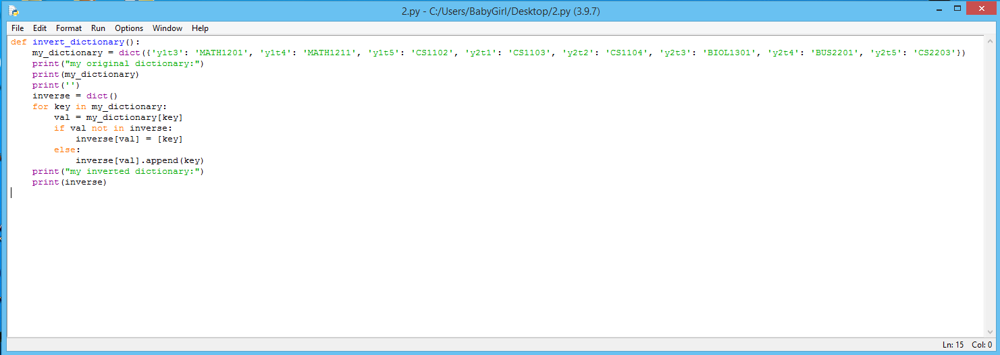 2.py - C:/Users/BabyGirl/Desktop/2.py (3.9.7)
File Edit Format Run Options Window Help
def invert_dictionary():
    my_dictionary = dict({'y1t3': 'MATH1201', 'y1t4': 'MATH1211', 'y1t5': 'CS1102', 'y2t1': 'CS1103', 'y2t2': 'CS1104', 'y2t3': 'BIOL1301', 'y2t4': 'BUS2201', 'y2t5': 'CS2203'})
    print("my original dictionary:")
    print(my_dictionary)
    print('')
    inverse = dict()
    for key in my_dictionary:
        val = my_dictionary[key]
        if val not in inverse:
            inverse[val] = [key]
        else:
            inverse[val].append(key)
    print("my inverted dictionary:")
    print(inverse)
Ln: 15 Col: 0